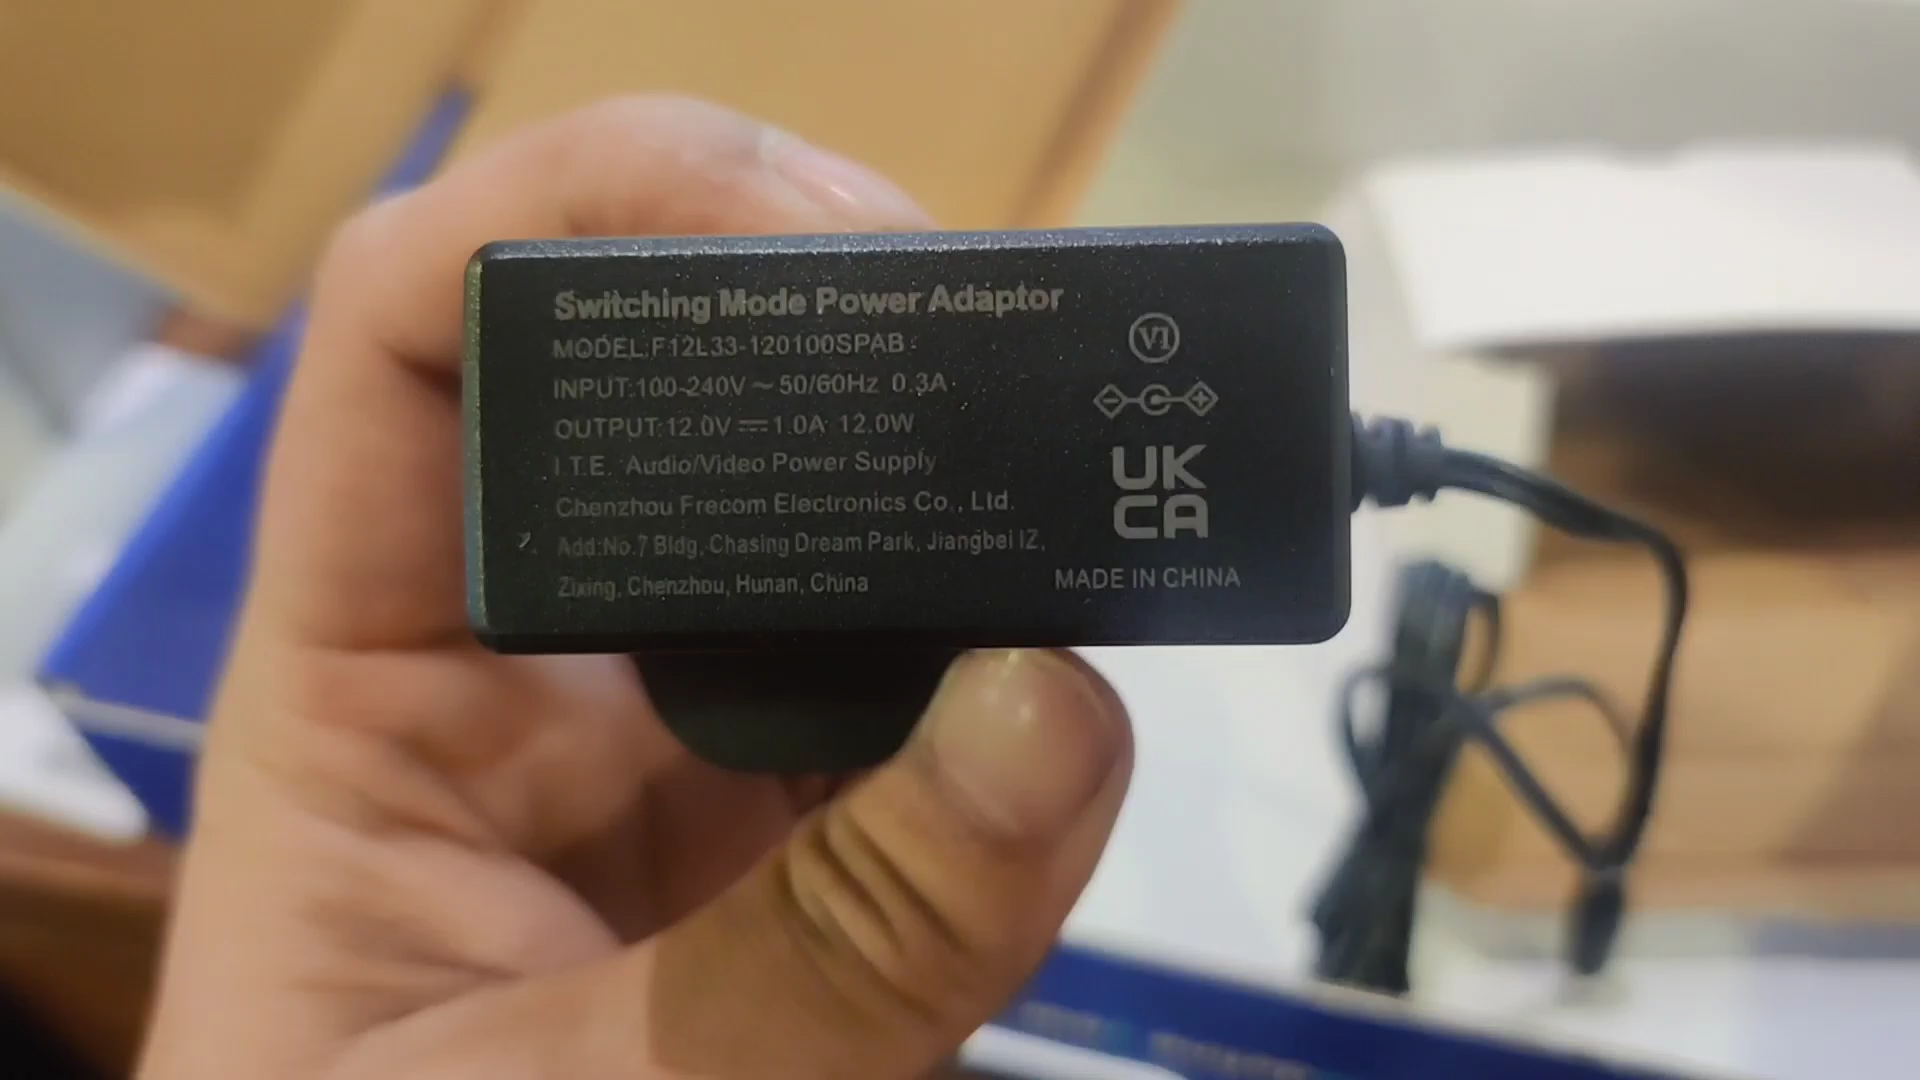 Switching Mode Power Adaptor
MODEL:F12L33-120100SPAB
INPUT:100-240V ~ 50/60Hz 0.3A
OUTPUT:12.0V ⎓ 1.0A 12.0W
I.T.E. Audio/Video Power Supply
Chenzhou Frecom Electronics Co., Ltd.
Add:No.7 Bldg, Chasing Dream Park, Jiangbei IZ,
Zixing, Chenzhou, Hunan, China
VI
UK
CA
MADE IN CHINA